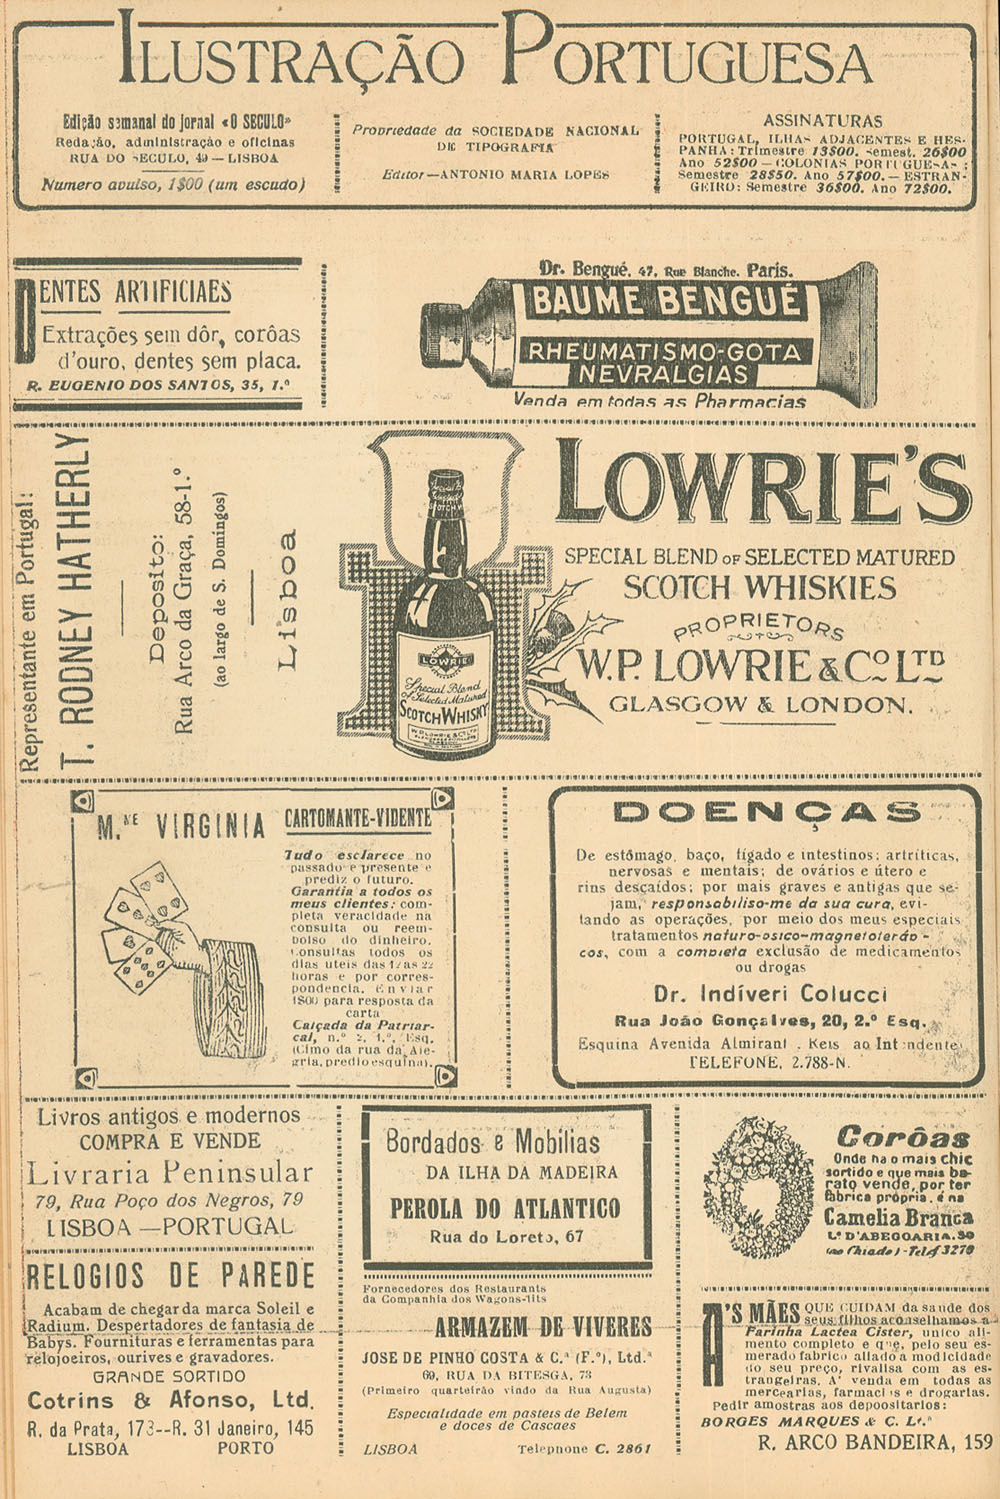 ILUSTRAÇÃO PORTUGUESA
Edição semanal do jornal «O SECULO»
Redação, administração e oficinas
RUA DO SECULO, 49 — LISBOA
Numero avulso, 1$00 (um escudo)
Propriedade da SOCIEDADE NACIONAL
DE TIPOGRAFIA
Editor—ANTONIO MARIA LOPES
ASSINATURAS
PORTUGAL, ILHAS ADJACENTES E HES-
PANHA: Trimestre 13$00. Semest. 26$00
Ano 52$00 — COLONIAS PORTUGUESAS:
Semestre 28$50. Ano 57$00. — ESTRAN-
GEIRO: Semestre 36$00. Ano 72$00.
DENTES ARTIFICIAES
Extrações sem dôr, corôas
d'ouro, dentes sem placa.
R. EUGENIO DOS SANTOS, 35, 1.º
Dr. Bengué, 47, Rue Blanche, Paris.
BAUME BENGUÉ
RHEUMATISMO-GOTA
NEVRALGIAS
Venda em todas as Pharmacias
Representante em Portugal:
T. RODNEY HATHERLY
Deposito:
Rua Arco da Graça, 58-1.º
(ao largo de S. Domingos)
Lisboa
SCOTCH
LOWRIE
Special Blend
of Selected Matured
SCOTCH WHISKY
W.P. LOWRIE & Co LTD
LOWRIE'S
SPECIAL BLEND OF SELECTED MATURED
SCOTCH WHISKIES
PROPRIETORS
W.P. LOWRIE & Co LTD
GLASGOW & LONDON.
M.ME VIRGINIA
CARTOMANTE-VIDENTE
Tudo esclarece no
passado e presente e
prediz o futuro.
Garantia a todos os
meus clientes: com-
pleta veracidade na
consulta ou reem-
bolso do dinheiro.
Consultas todos os
dias uteis das 12 as 22
horas e por corres-
pondencia. Enviar
1$00 para resposta da
carta
Calçada da Patriar-
cal, n.º 2, 1.º, Esq.
(Cimo da rua da Ale-
gria, predio esquina).
DOENÇAS
De estômago, baço, fígado e intestinos; artríticas,
nervosas e mentais; de ovários e útero e
rins descaídos; por mais graves e antigas que se-
jam, responsabiliso-me da sua cura, evi-
tando as operações, por meio dos meus especiais
tratamentos naturo-osico-magnetoteráp-
cos, com a completa exclusão de medicamentos
ou drogas
Dr. Indíveri Colucci
Rua João Gonçalves, 20, 2.º Esq.
Esquina Avenida Almirant . Reis ao Intendente
TELEFONE, 2.788-N.
Livros antigos e modernos
COMPRA E VENDE
Livraria Peninsular
79, Rua Poço dos Negros, 79
LISBOA — PORTUGAL
RELOGIOS DE PAREDE
Acabam de chegar da marca Soleil e
Radium. Despertadores de fantasia de
Babys. Fournituras e ferramentas para
relojoeiros, ourives e gravadores.
GRANDE SORTIDO
Cotrins & Afonso, Ltd.
R. da Prata, 173--R. 31 Janeiro, 145
LISBOA PORTO
Bordados e Mobilias
DA ILHA DA MADEIRA
PEROLA DO ATLANTICO
Rua do Loreto, 67
Fornecedores dos Restaurants
da Companhia dos Wagons-lits
ARMAZEM DE VIVERES
JOSE DE PINHO COSTA & C.ª (F.º), Ltd.ª
69, RUA DA BITESGA, 73
(Primeiro quarteirão vindo da Rua Augusta)
Especialidade em pasteis de Belem
e doces de Cascaes
LISBOA Telephone C. 2861
Corôas
Onde ha o mais chic
sortido e que mais ba-
rato vende, por ter
fabrica própria, é na
Camelia Branca
L.º D'ABEGOARIA, 50
(ao Chiado) - Telef 3270
A'S MÃES QUE CUIDAM da saude dos
seus filhos aconselhamos a
Farinha Lactea Cister, unico ali-
mento completo e que, pelo seu es-
merado fabrico aliado a modicidade
do seu preço, rivalisa com as es-
trangeiras. A' venda em todas as
mercearias, farmacias e drogarias.
Pedir amostras aos depositarios:
BORGES MARQUES & C. Lt.ª
R. ARCO BANDEIRA, 159